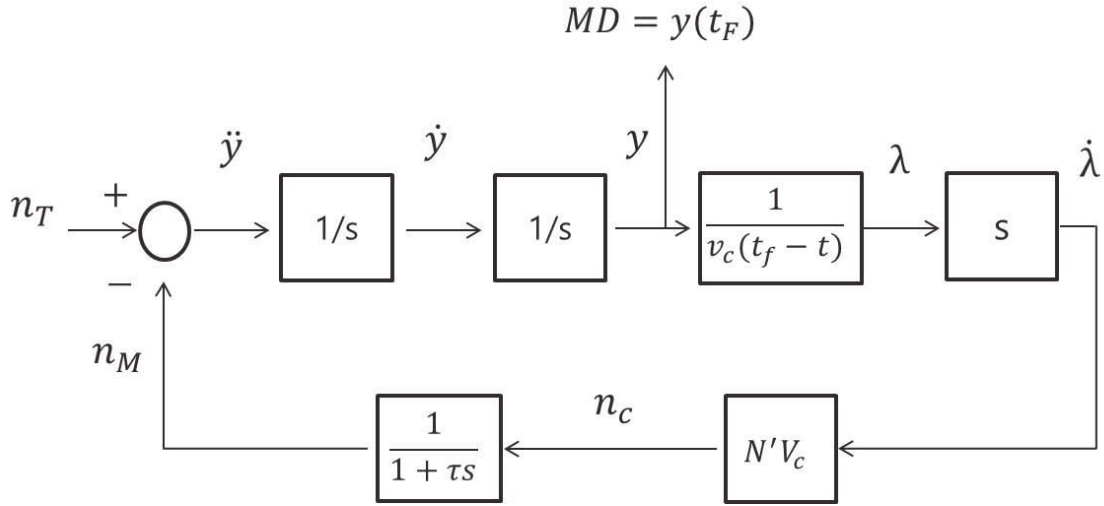 MD = y(t_F)
ÿ
ẏ
y
λ
λ̇
n_T
+
−
1/s
1/s
1
v_c(t_f − t)
s
n_M
1
1 + τs
n_c
N′V_c